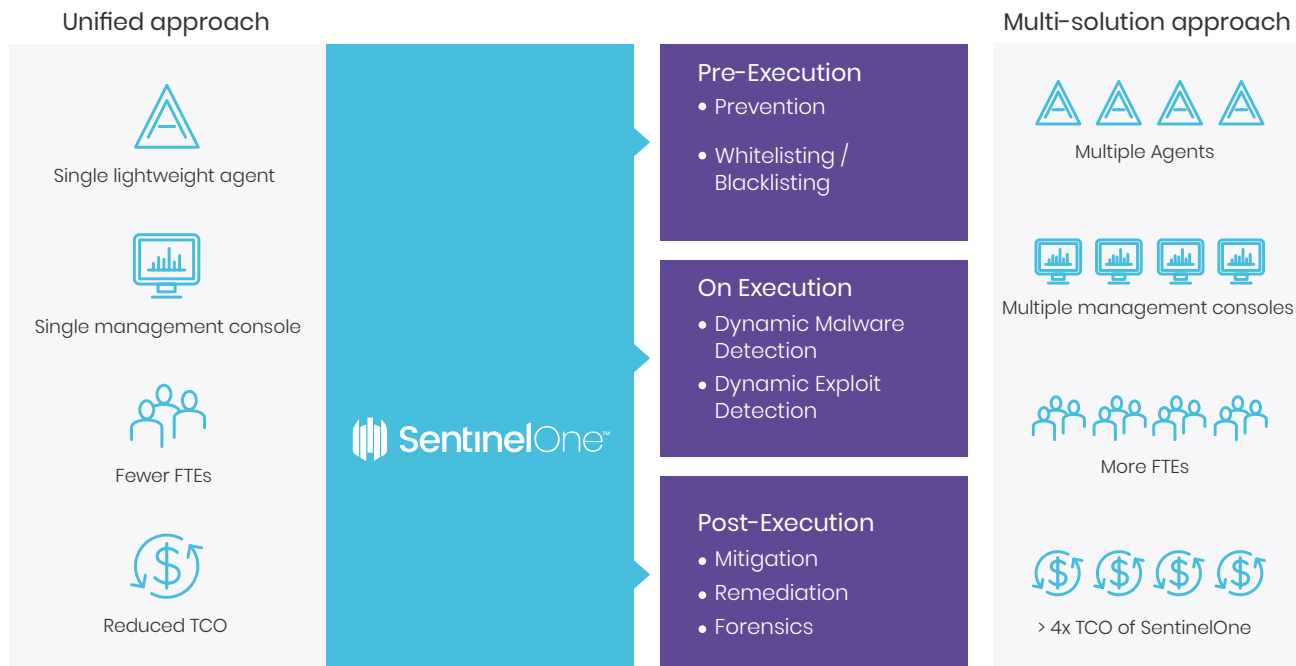 Unified approach
Single lightweight agent
Single management console
Fewer FTEs
Reduced TCO
SentinelOne™
Pre-Execution
• Prevention
• Whitelisting /
Blacklisting
On Execution
• Dynamic Malware
Detection
• Dynamic Exploit
Detection
Post-Execution
• Mitigation
• Remediation
• Forensics
Multi-solution approach
Multiple Agents
Multiple management consoles
More FTEs
> 4x TCO of SentinelOne